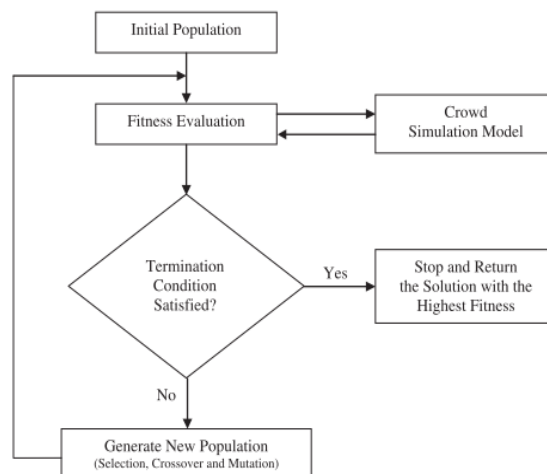 Initial Population
Fitness Evaluation
Crowd
Simulation Model
Termination
Condition
Satisfied?
Yes
Stop and Return
the Solution with the
Highest Fitness
No
Generate New Population
(Selection, Crossover and Mutation)